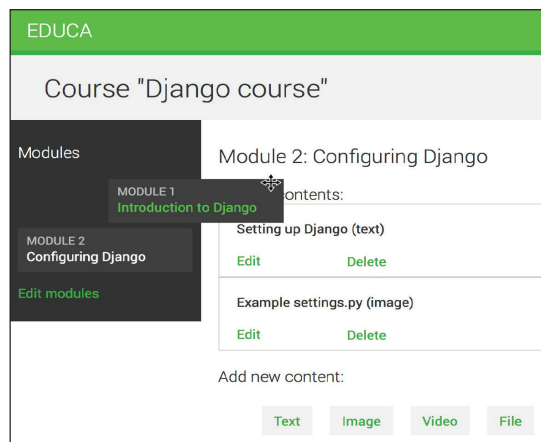 EDUCA
Course "Django course"
Modules
MODULE 1
Introduction to Django
MODULE 2
Configuring Django
Edit modules
Module 2: Configuring Django
contents:
Setting up Django (text)
Edit Delete
Example settings.py (image)
Edit Delete
Add new content:
Text Image Video File